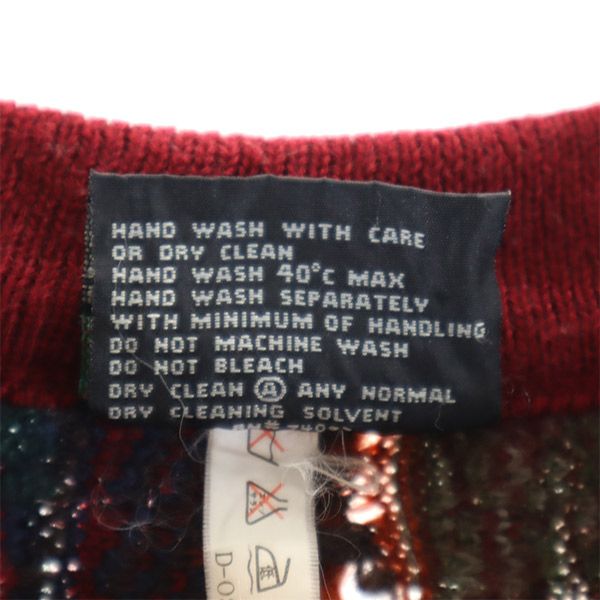 HAND WASH WITH CARE
OR DRY CLEAN
HAND WASH 40°C MAX
HAND WASH SEPARATELY
WITH MINIMUM OF HANDLING
DO NOT MACHINE WASH
DO NOT BLEACH
DRY CLEAN Ⓐ ANY NORMAL
DRY CLEANING SOLVENT